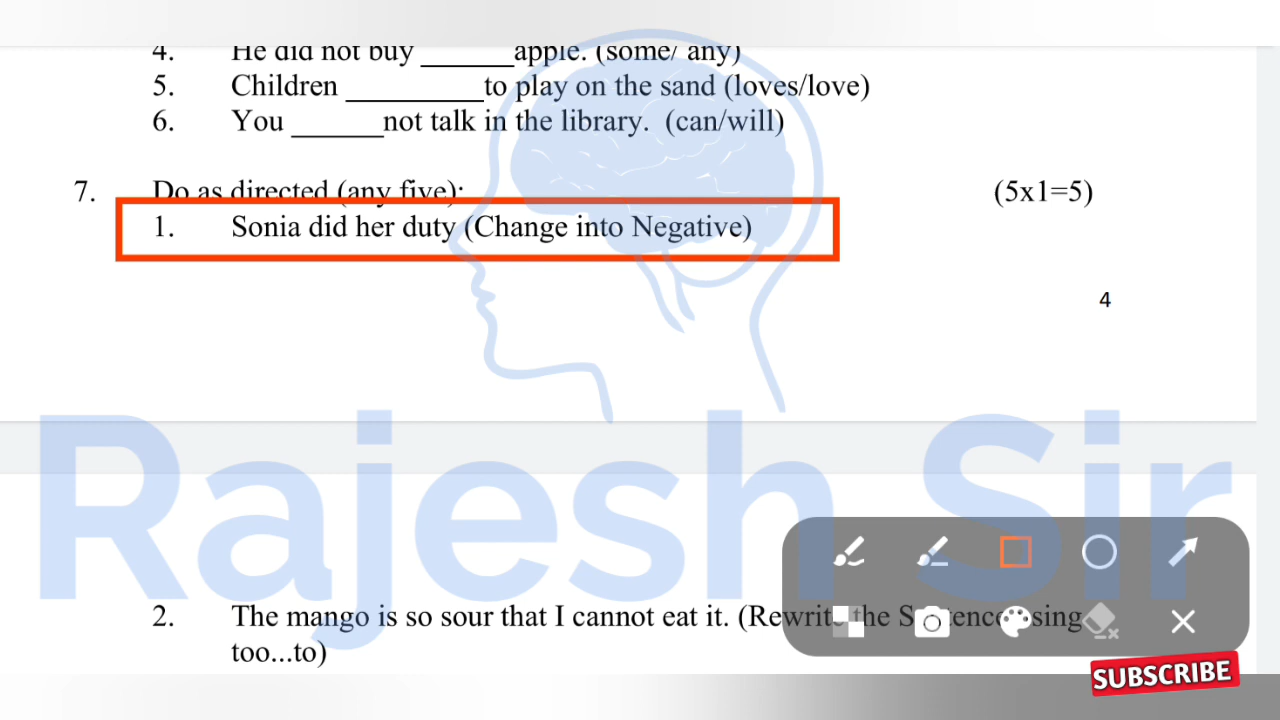 4. He did not buy ______apple. (some/ any)
5. Children _________to play on the sand (loves/love)
6. You ______not talk in the library. (can/will)
7. Do as directed (any five): (5x1=5)
1. Sonia did her duty (Change into Negative)
4
Rajesh Sir
2. The mango is so sour that I cannot eat it. (Rewrite the Sentence using
too...to)
SUBSCRIBE